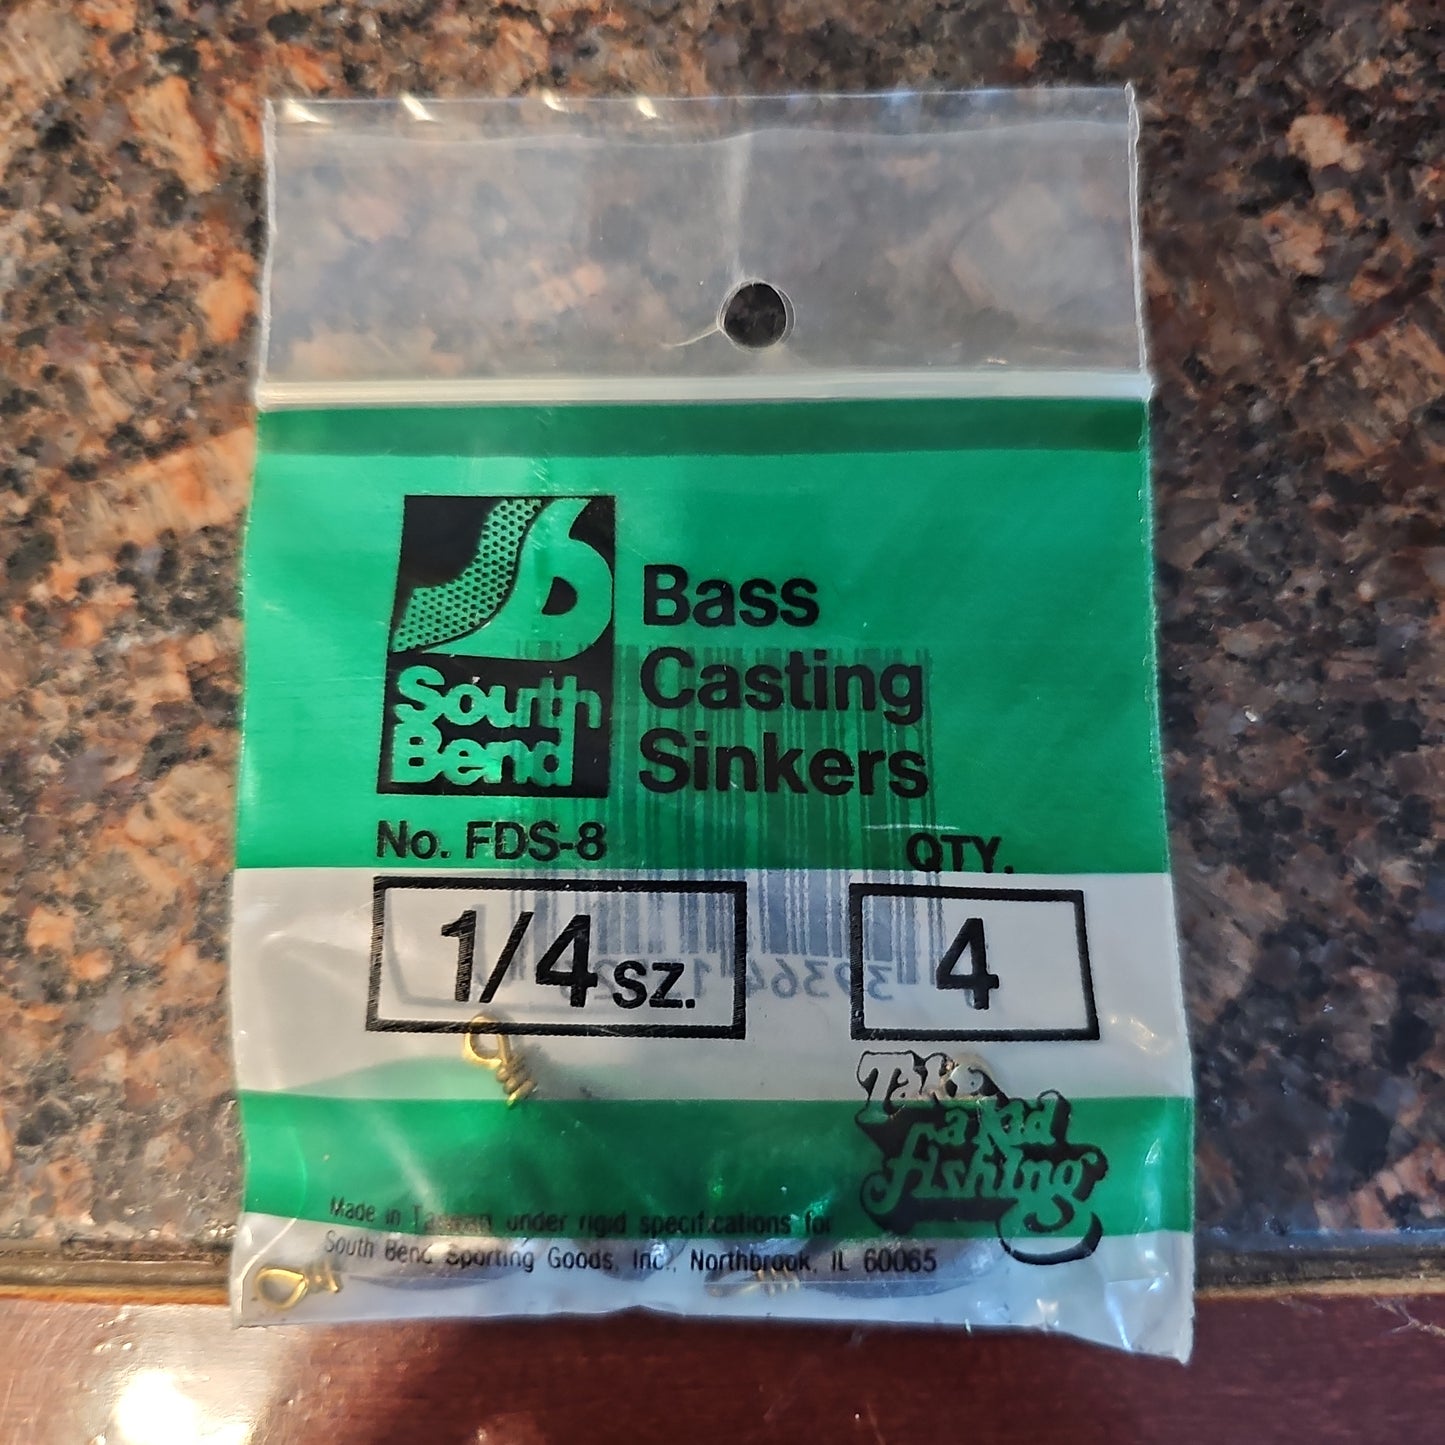 South
Bend
Bass
Casting
Sinkers
No. FDS-8
QTY.
1/4 SZ.
4
Take
a kid
fishing
Made in Taiwan under rigid specifications for
South Bend Sporting Goods, Inc., Northbrook, IL 60065